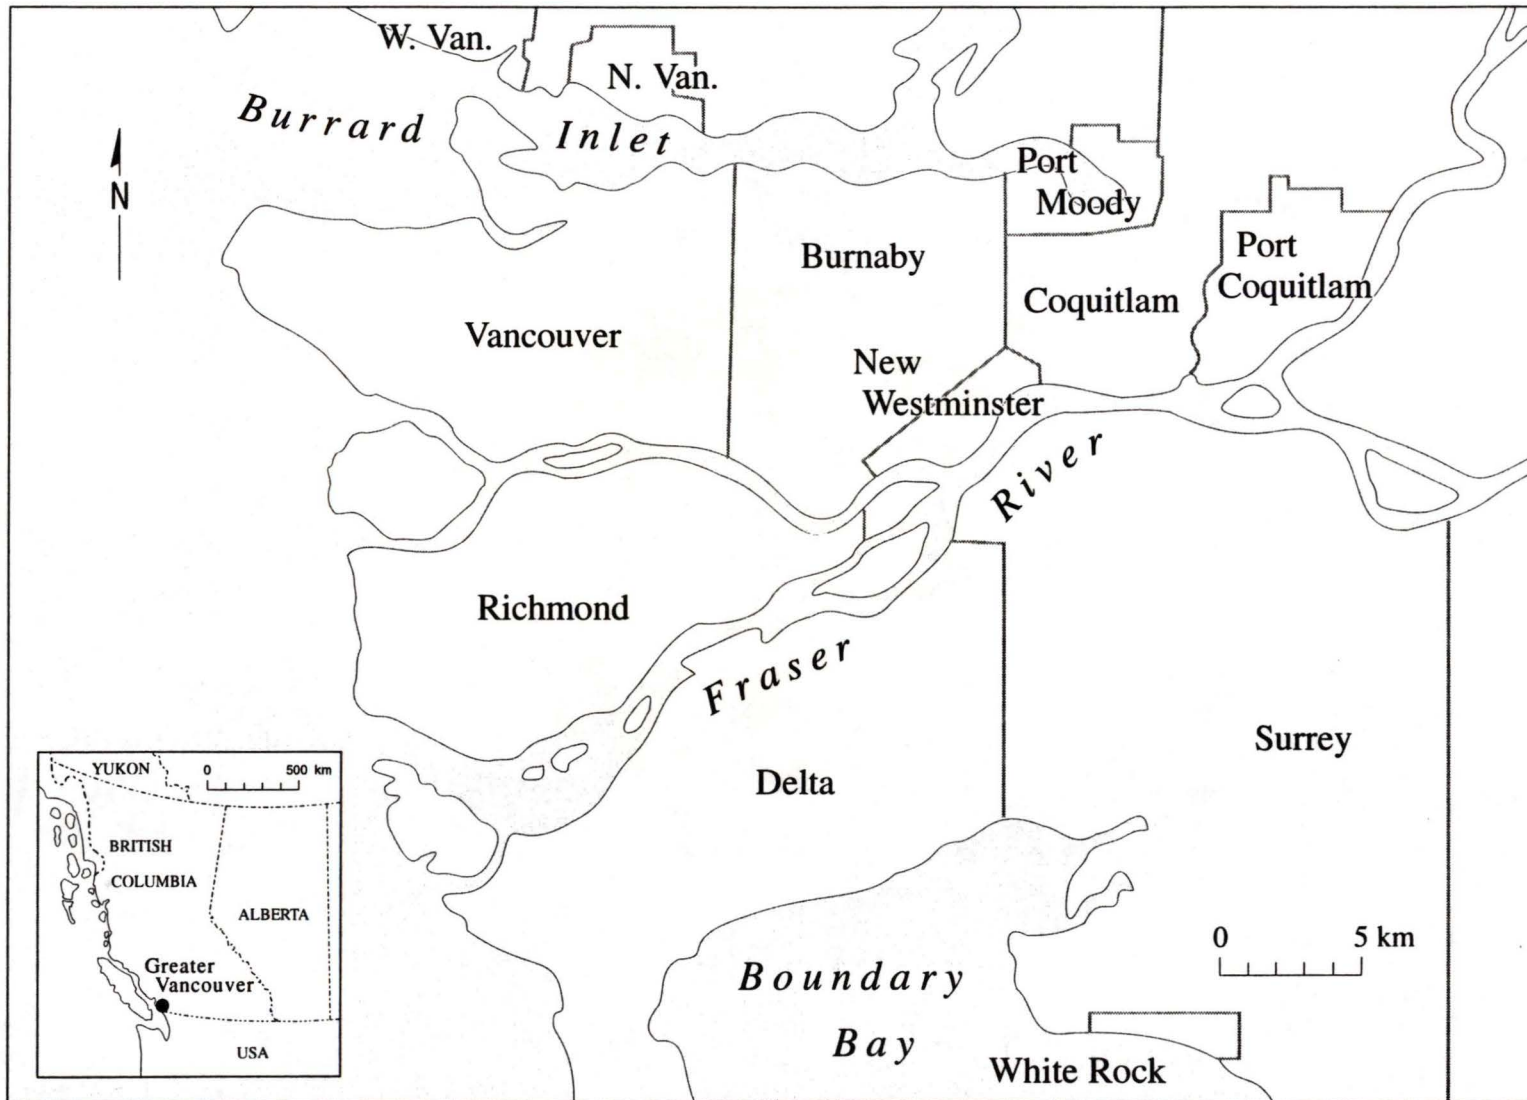 W. Van.
N. Van.
Burrard
Inlet
N
Port
Moody
Burnaby
Port
Coquitlam
Coquitlam
Vancouver
New
Westminster
River
Richmond
Fraser
Surrey
Delta
YUKON
0 500 km
BRITISH
COLUMBIA
ALBERTA
Greater
Vancouver
USA
0 5 km
Boundary
Bay
White Rock